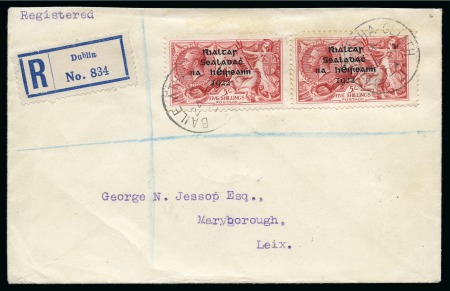 Registered
R
Dublin
No. 834
Rialtas
Sealadac
na hÉireann
1922
FIVE SHILLINGS
Rialtas
Sealadac
na hÉireann
1922
FIVE SHILLINGS
BAILE
George N. Jessop Esq.,
Maryborough,
Leix.